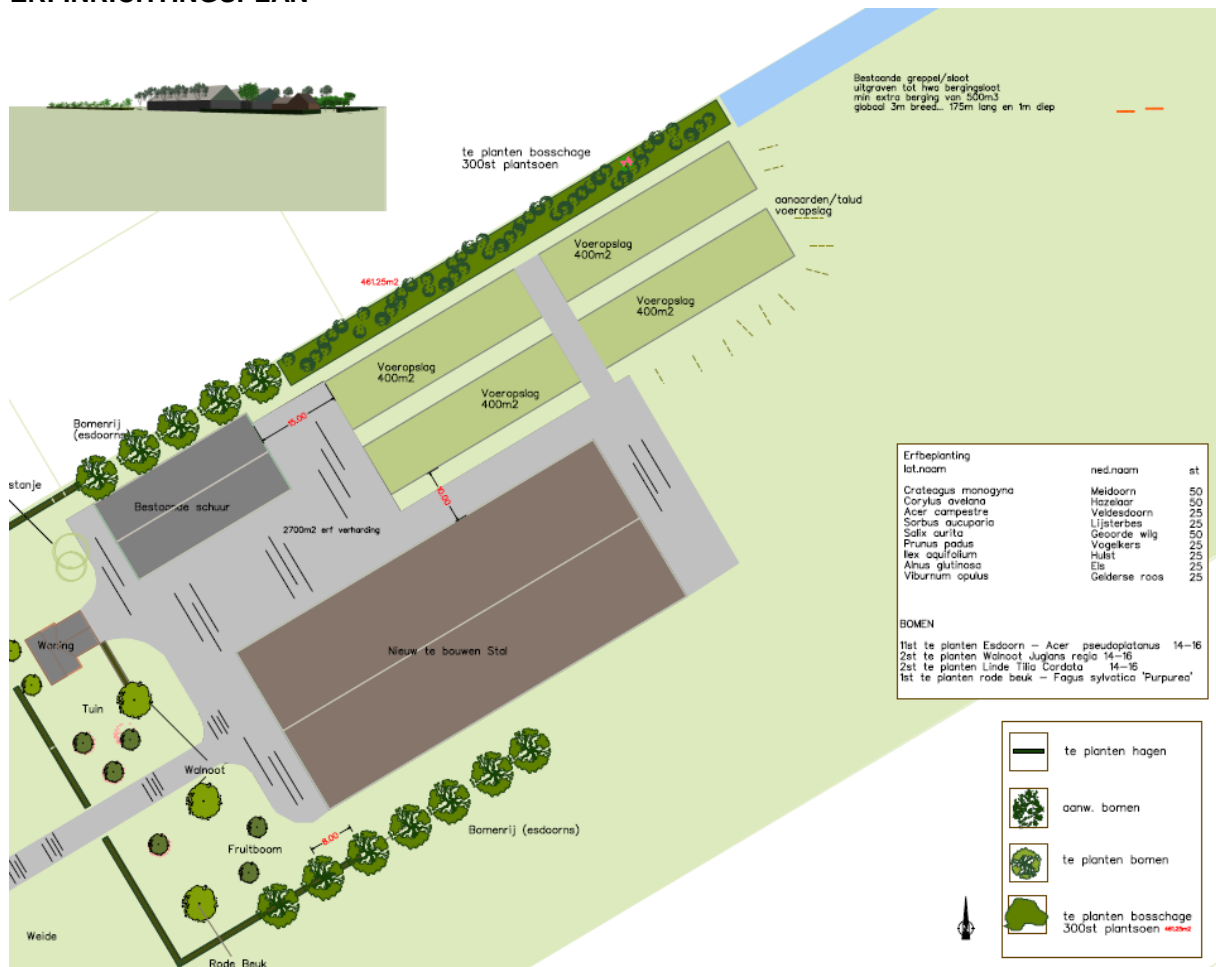 ERFINRICHTINGSPLAN
Bestaande greppel/sloot
uitgraven tot hwa bergingsloot
min extra berging van 500m3
globaal 3m breed... 175m lang en 1m diep
te planten bosschage
300st plantsoen
aanaarden/talud
voeropslag
Voeropslag
400m2
461.25m2
Voeropslag
400m2
Voeropslag
400m2
Voeropslag
400m2
15.00
Bomenrij
(esdoorns)
stanje
Bestaande schuur
10.00
2700m2 erf verharding
Woning
Nieuw te bouwen Stal
Tuin
Walnoot
Fruitboom
8.00
Bomenrij (esdoorns)
Weide
Rode Beuk
Erfbeplanting
lat.naam ned.naam st
Crateagus monogyna Meidoorn 50
Corylus avelana Hazelaar 50
Acer campestre Veldesdoorn 25
Sorbus aucuparia Lijsterbes 25
Salix aurita Geoorde wilg 50
Prunus padus Vogelkers 25
Ilex aquifolium Hulst 25
Alnus glutinosa Els 25
Viburnum opulus Gelderse roos 25
BOMEN
11st te planten Esdoorn – Acer pseudoplatanus 14–16
2st te planten Walnoot Juglans regia 14–16
2st te planten Linde Tilia Cordata 14–16
1st te planten rode beuk – Fagus sylvatica 'Purpurea'
te planten hagen
aanw. bomen
te planten bomen
te planten bosschage
300st plantsoen 461.25m2